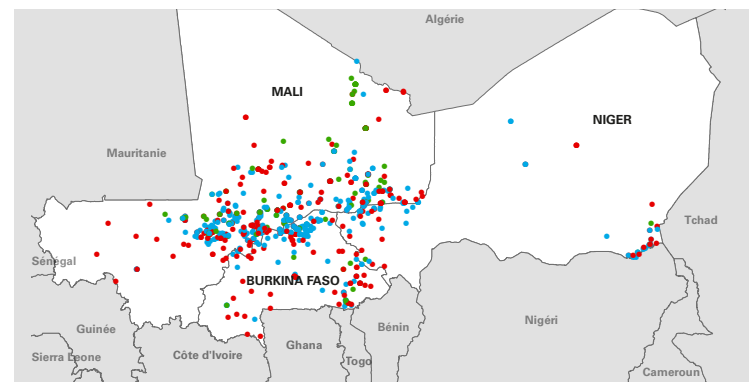 Algérie
MALI
NIGER
Mauritanie
Tchad
Sénégal
BURKINA FASO
Guinée
Nigéri
Bénin
Ghana
Côte d'Ivoire
Sierra Leone
Togo
Cameroun